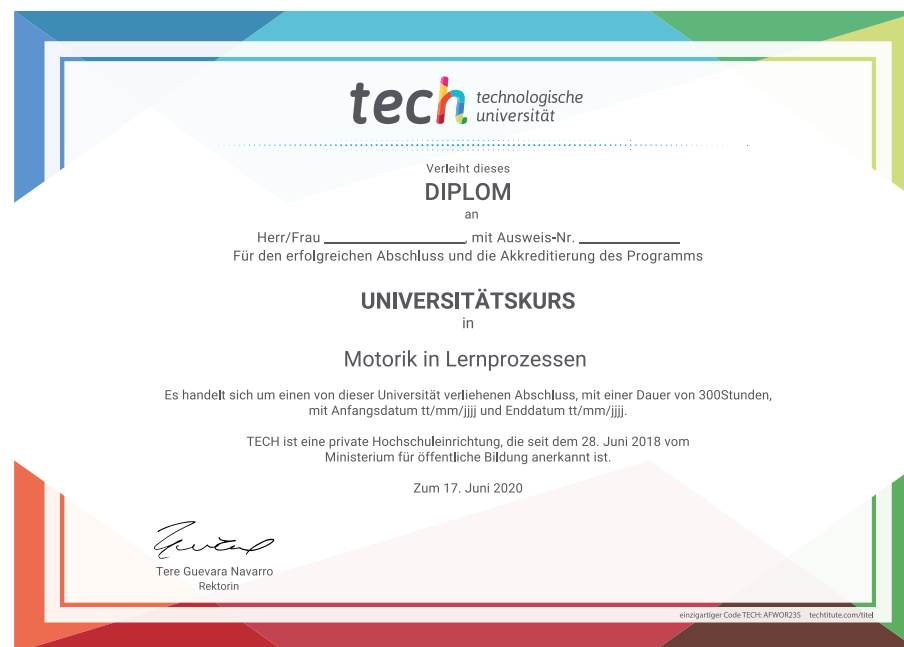 tech technologische
universität
Verleiht dieses
DIPLOM
an
Herr/Frau ____________________, mit Ausweis-Nr. ______________
Für den erfolgreichen Abschluss und die Akkreditierung des Programms
UNIVERSITÄTSKURS
in
Motorik in Lernprozessen
Es handelt sich um einen von dieser Universität verliehenen Abschluss, mit einer Dauer von 300Stunden,
mit Anfangsdatum tt/mm/jjjj und Enddatum tt/mm/jjjj.
TECH ist eine private Hochschuleinrichtung, die seit dem 28. Juni 2018 vom
Ministerium für öffentliche Bildung anerkannt ist.
Zum 17. Juni 2020
Tere Guevara Navarro
Rektorin
einzigartiger Code TECH: AFWOR23S techtitute.com/titel